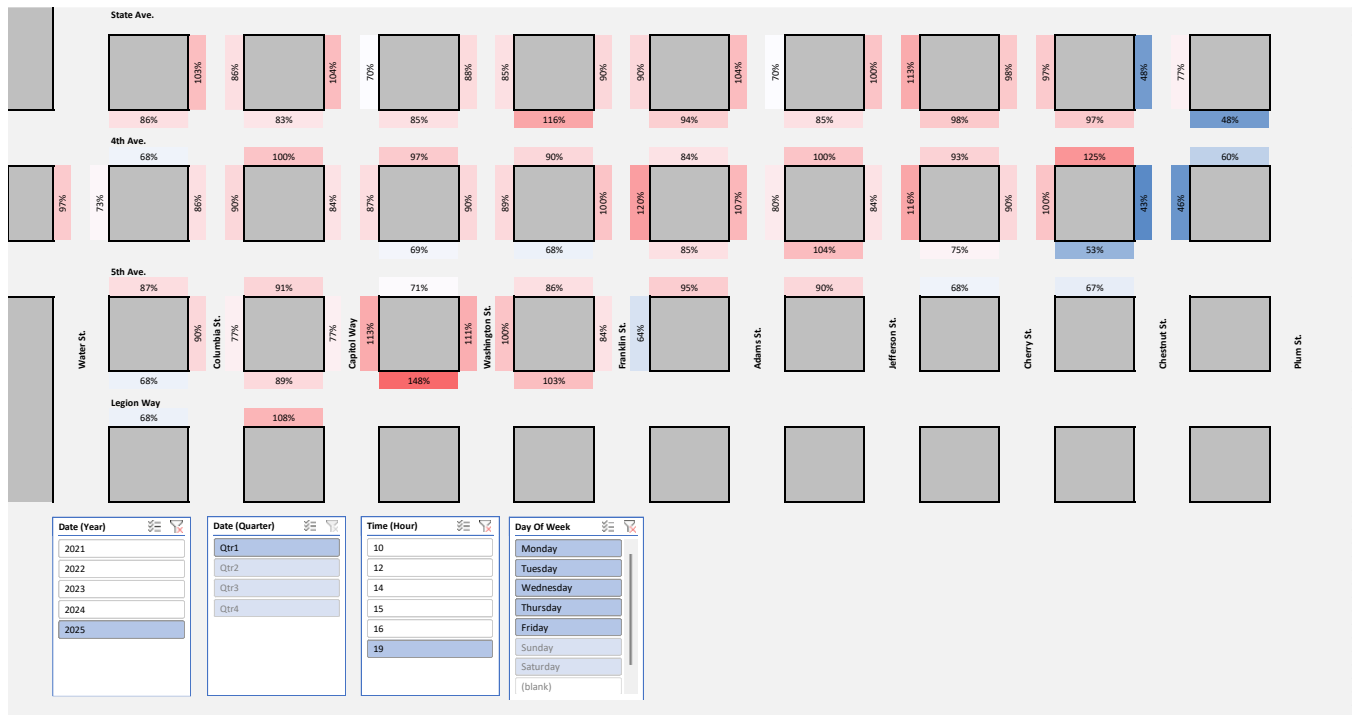 State Ave.
103% 86% 104% 70% 88% 85% 90% 90% 104% 70% 100% 113% 98% 97% 48% 77%
86% 83% 85% 116% 94% 85% 98% 97% 48%
4th Ave.
68% 100% 97% 90% 84% 100% 93% 125% 60%
97% 73% 86% 90% 84% 87% 90% 89% 100% 120% 107% 80% 84% 116% 90% 100% 43% 46%
69% 68% 85% 104% 75% 53%
5th Ave.
87% 91% 71% 86% 95% 90% 68% 67%
Water St. 90% Columbia St. 77% 77% Capitol Way 113% 111% Washington St. 100% 84% Franklin St. 64% Adams St. Jefferson St. Cherry St. Chestnut St. Plum St.
68% 89% 148% 103%
Legion Way
68% 108%
Date (Year)
2021
2022
2023
2024
2025
Date (Quarter)
Qtr1
Qtr2
Qtr3
Qtr4
Time (Hour)
10
12
14
15
16
19
Day Of Week
Monday
Tuesday
Wednesday
Thursday
Friday
Sunday
Saturday
(blank)